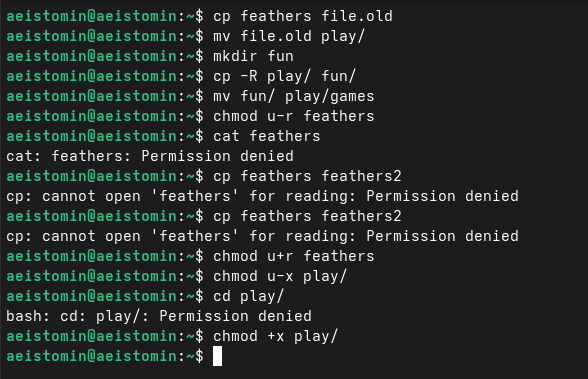 aeistomin@aeistomin:~$ cp feathers file.old
aeistomin@aeistomin:~$ mv file.old play/
aeistomin@aeistomin:~$ mkdir fun
aeistomin@aeistomin:~$ cp -R play/ fun/
aeistomin@aeistomin:~$ mv fun/ play/games
aeistomin@aeistomin:~$ chmod u-r feathers
aeistomin@aeistomin:~$ cat feathers
cat: feathers: Permission denied
aeistomin@aeistomin:~$ cp feathers feathers2
cp: cannot open 'feathers' for reading: Permission denied
aeistomin@aeistomin:~$ cp feathers feathers2
cp: cannot open 'feathers' for reading: Permission denied
aeistomin@aeistomin:~$ chmod u+r feathers
aeistomin@aeistomin:~$ chmod u-x play/
aeistomin@aeistomin:~$ cd play/
bash: cd: play/: Permission denied
aeistomin@aeistomin:~$ chmod +x play/
aeistomin@aeistomin:~$